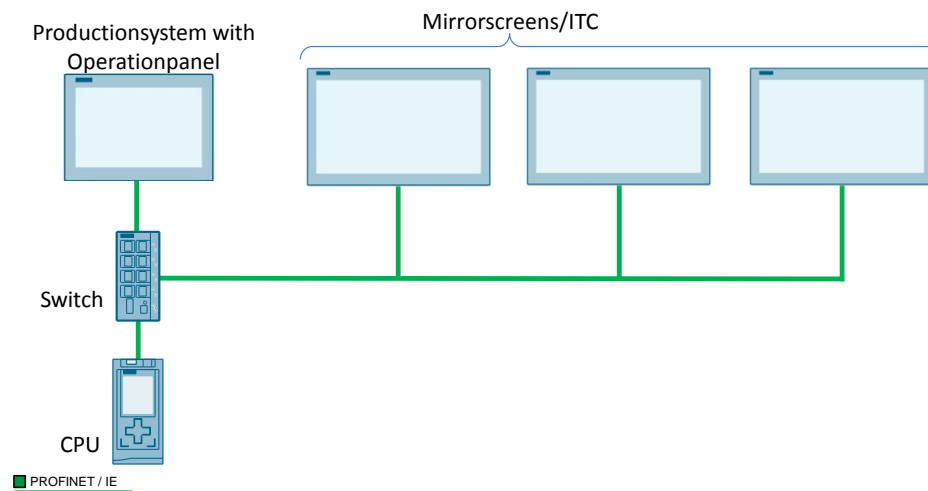 Productionsystem with
Operationpanel
Mirrorscreens/ITC
Switch
CPU
PROFINET / IE